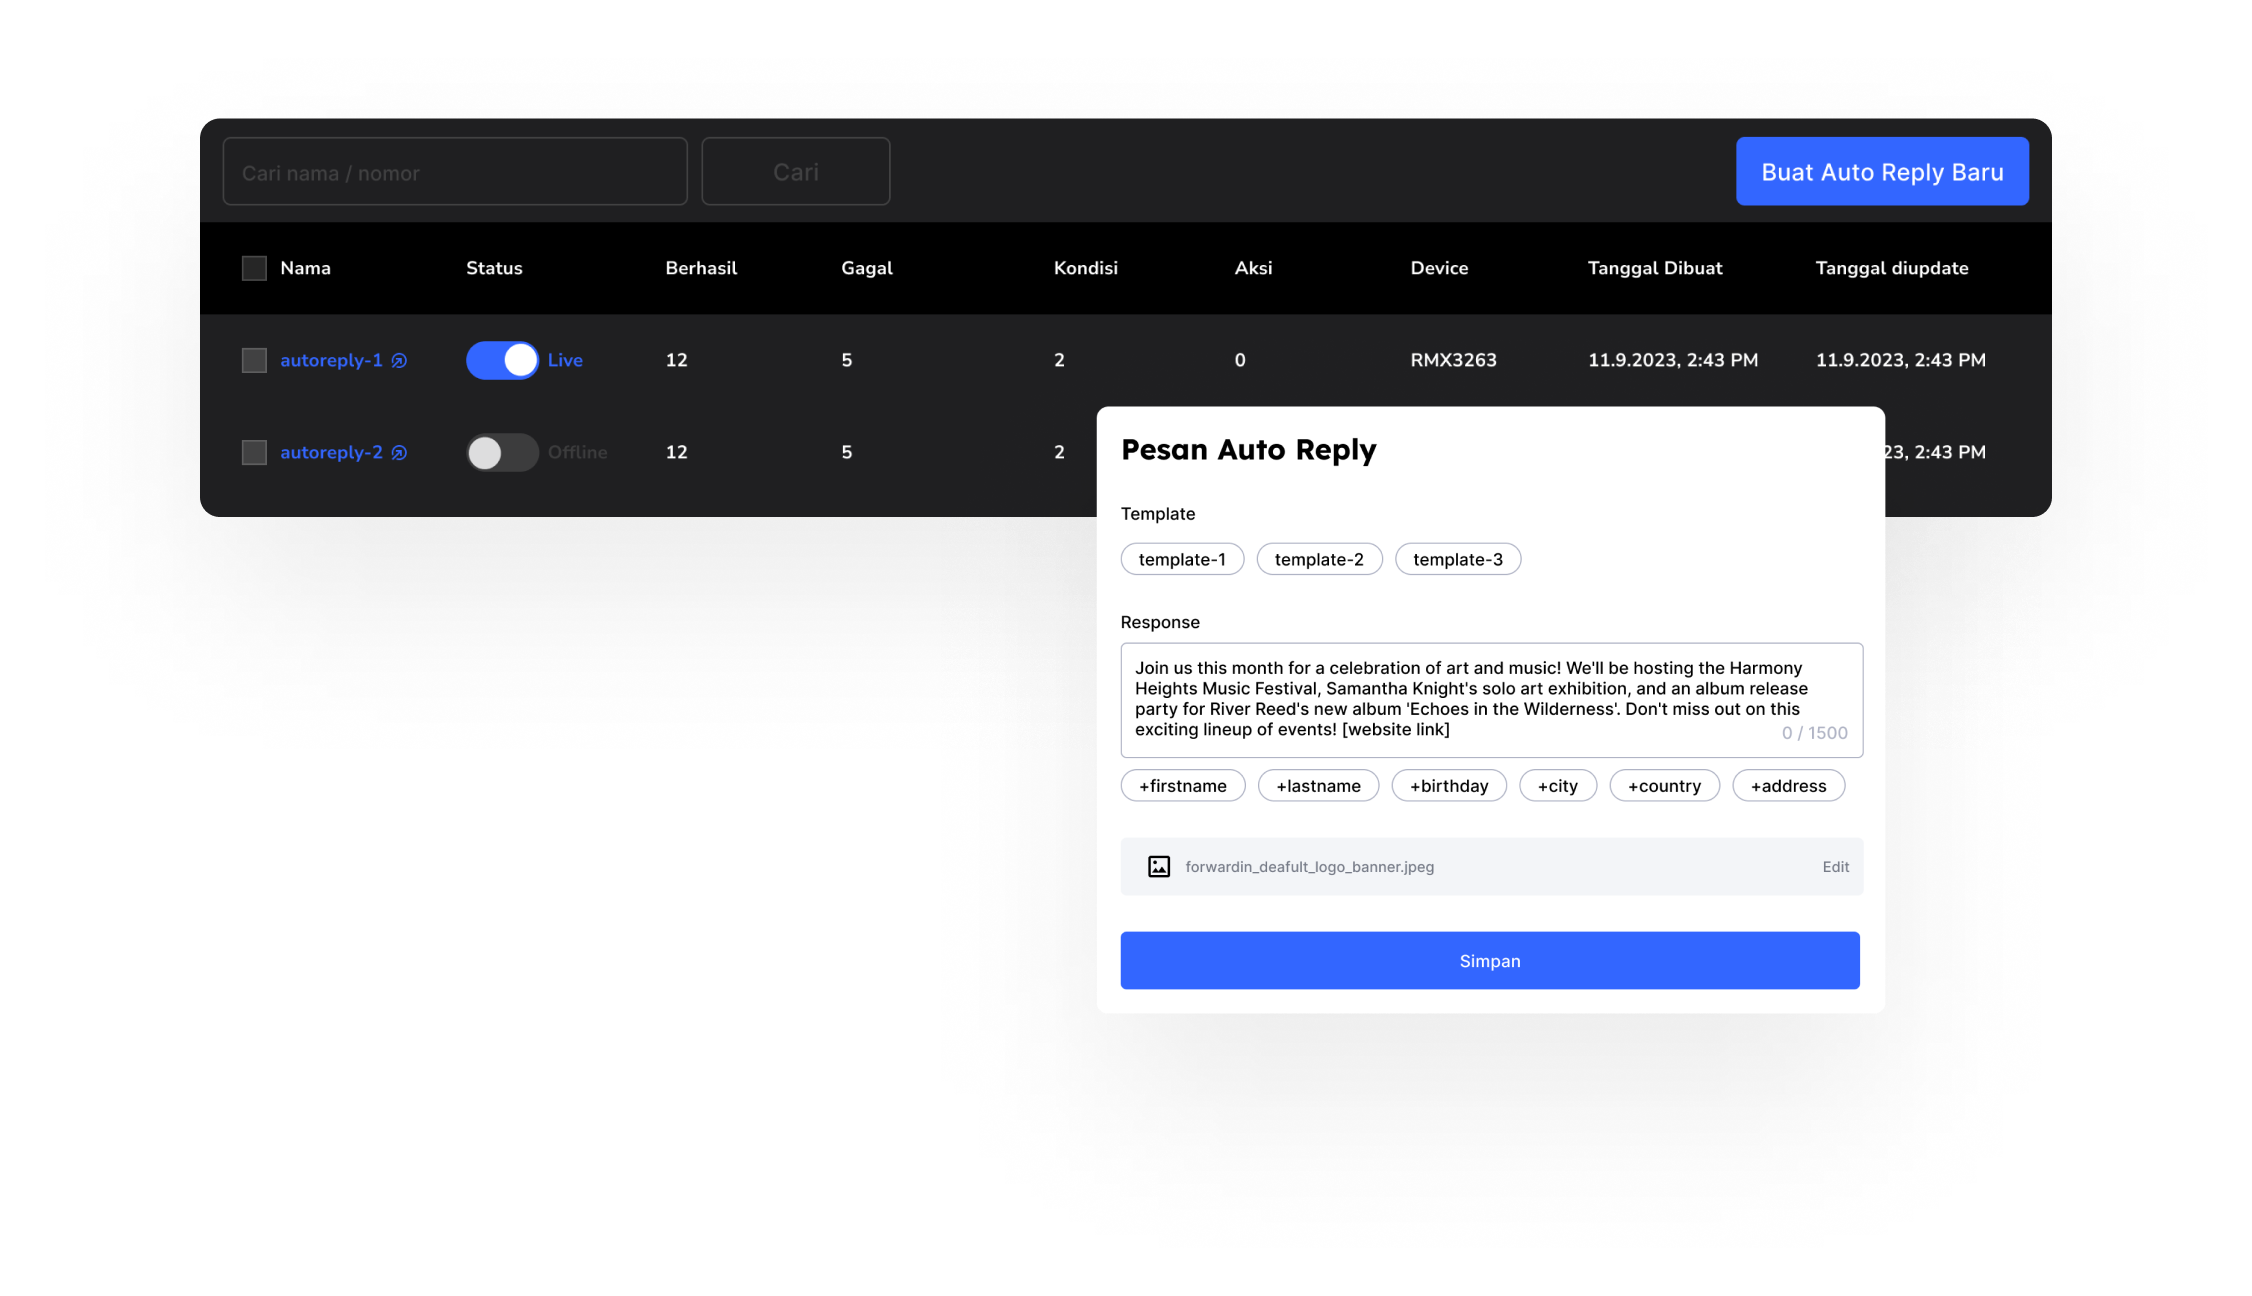 Cari nama / nomor
Cari
Buat Auto Reply Baru
Nama Status Berhasil Gagal Kondisi Aksi Device Tanggal Dibuat Tanggal diupdate
autoreply-1 Live 12 5 2 0 RMX3263 11.9.2023, 2:43 PM 11.9.2023, 2:43 PM
autoreply-2 Offline 12 5 2 23, 2:43 PM
Pesan Auto Reply
Template
template-1 template-2 template-3
Response
Join us this month for a celebration of art and music! We'll be hosting the Harmony
Heights Music Festival, Samantha Knight's solo art exhibition, and an album release
party for River Reed's new album 'Echoes in the Wilderness'. Don't miss out on this
exciting lineup of events! [website link]
0 / 1500
+firstname +lastname +birthday +city +country +address
forwardin_deafult_logo_banner.jpeg Edit
Simpan